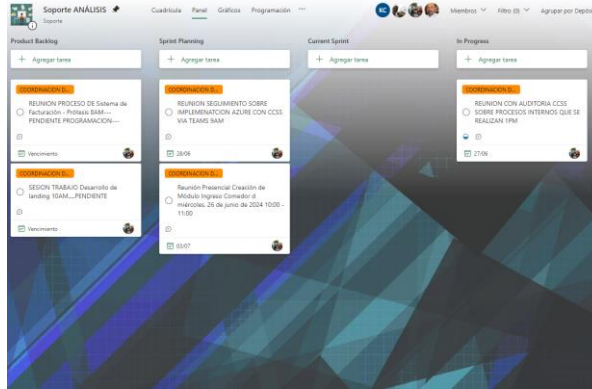 Soporte ANÁLISIS
Soporte
Cuadrícula Panel Gráficos Programación ···
KC
Miembros Filtro (0) Agrupar por Depós
Product Backlog
+ Agregar tarea
COORDINACION D...
REUNION PROCESO DE Sistema de
Facturación - Prótesis 8AM---
PENDIENTE PROGRAMACION---
Vencimiento
COORDINACION D...
SESION TRABAJO Desarrollo de
landing 10AM....PENDIENTE
Vencimiento
Sprint Planning
+ Agregar tarea
COORDINACION D...
REUNION SEGUIMIENTO SOBRE
IMPLEMENATCION AZURE CON CCSS
VIA TEAMS 9AM
28/06
COORDINACION D...
Reunión Presencial Creación de
Módulo Ingreso Comedor d
miércoles, 26 de junio de 2024 10:00 -
11:00
03/07
Current Sprint
+ Agregar tarea
In Progress
+ Agregar tarea
COORDINACION D...
REUNION CON AUDITORIA CCSS
SOBRE PROCESOS INTERNOS QUE SE
REALIZAN 1PM
27/06